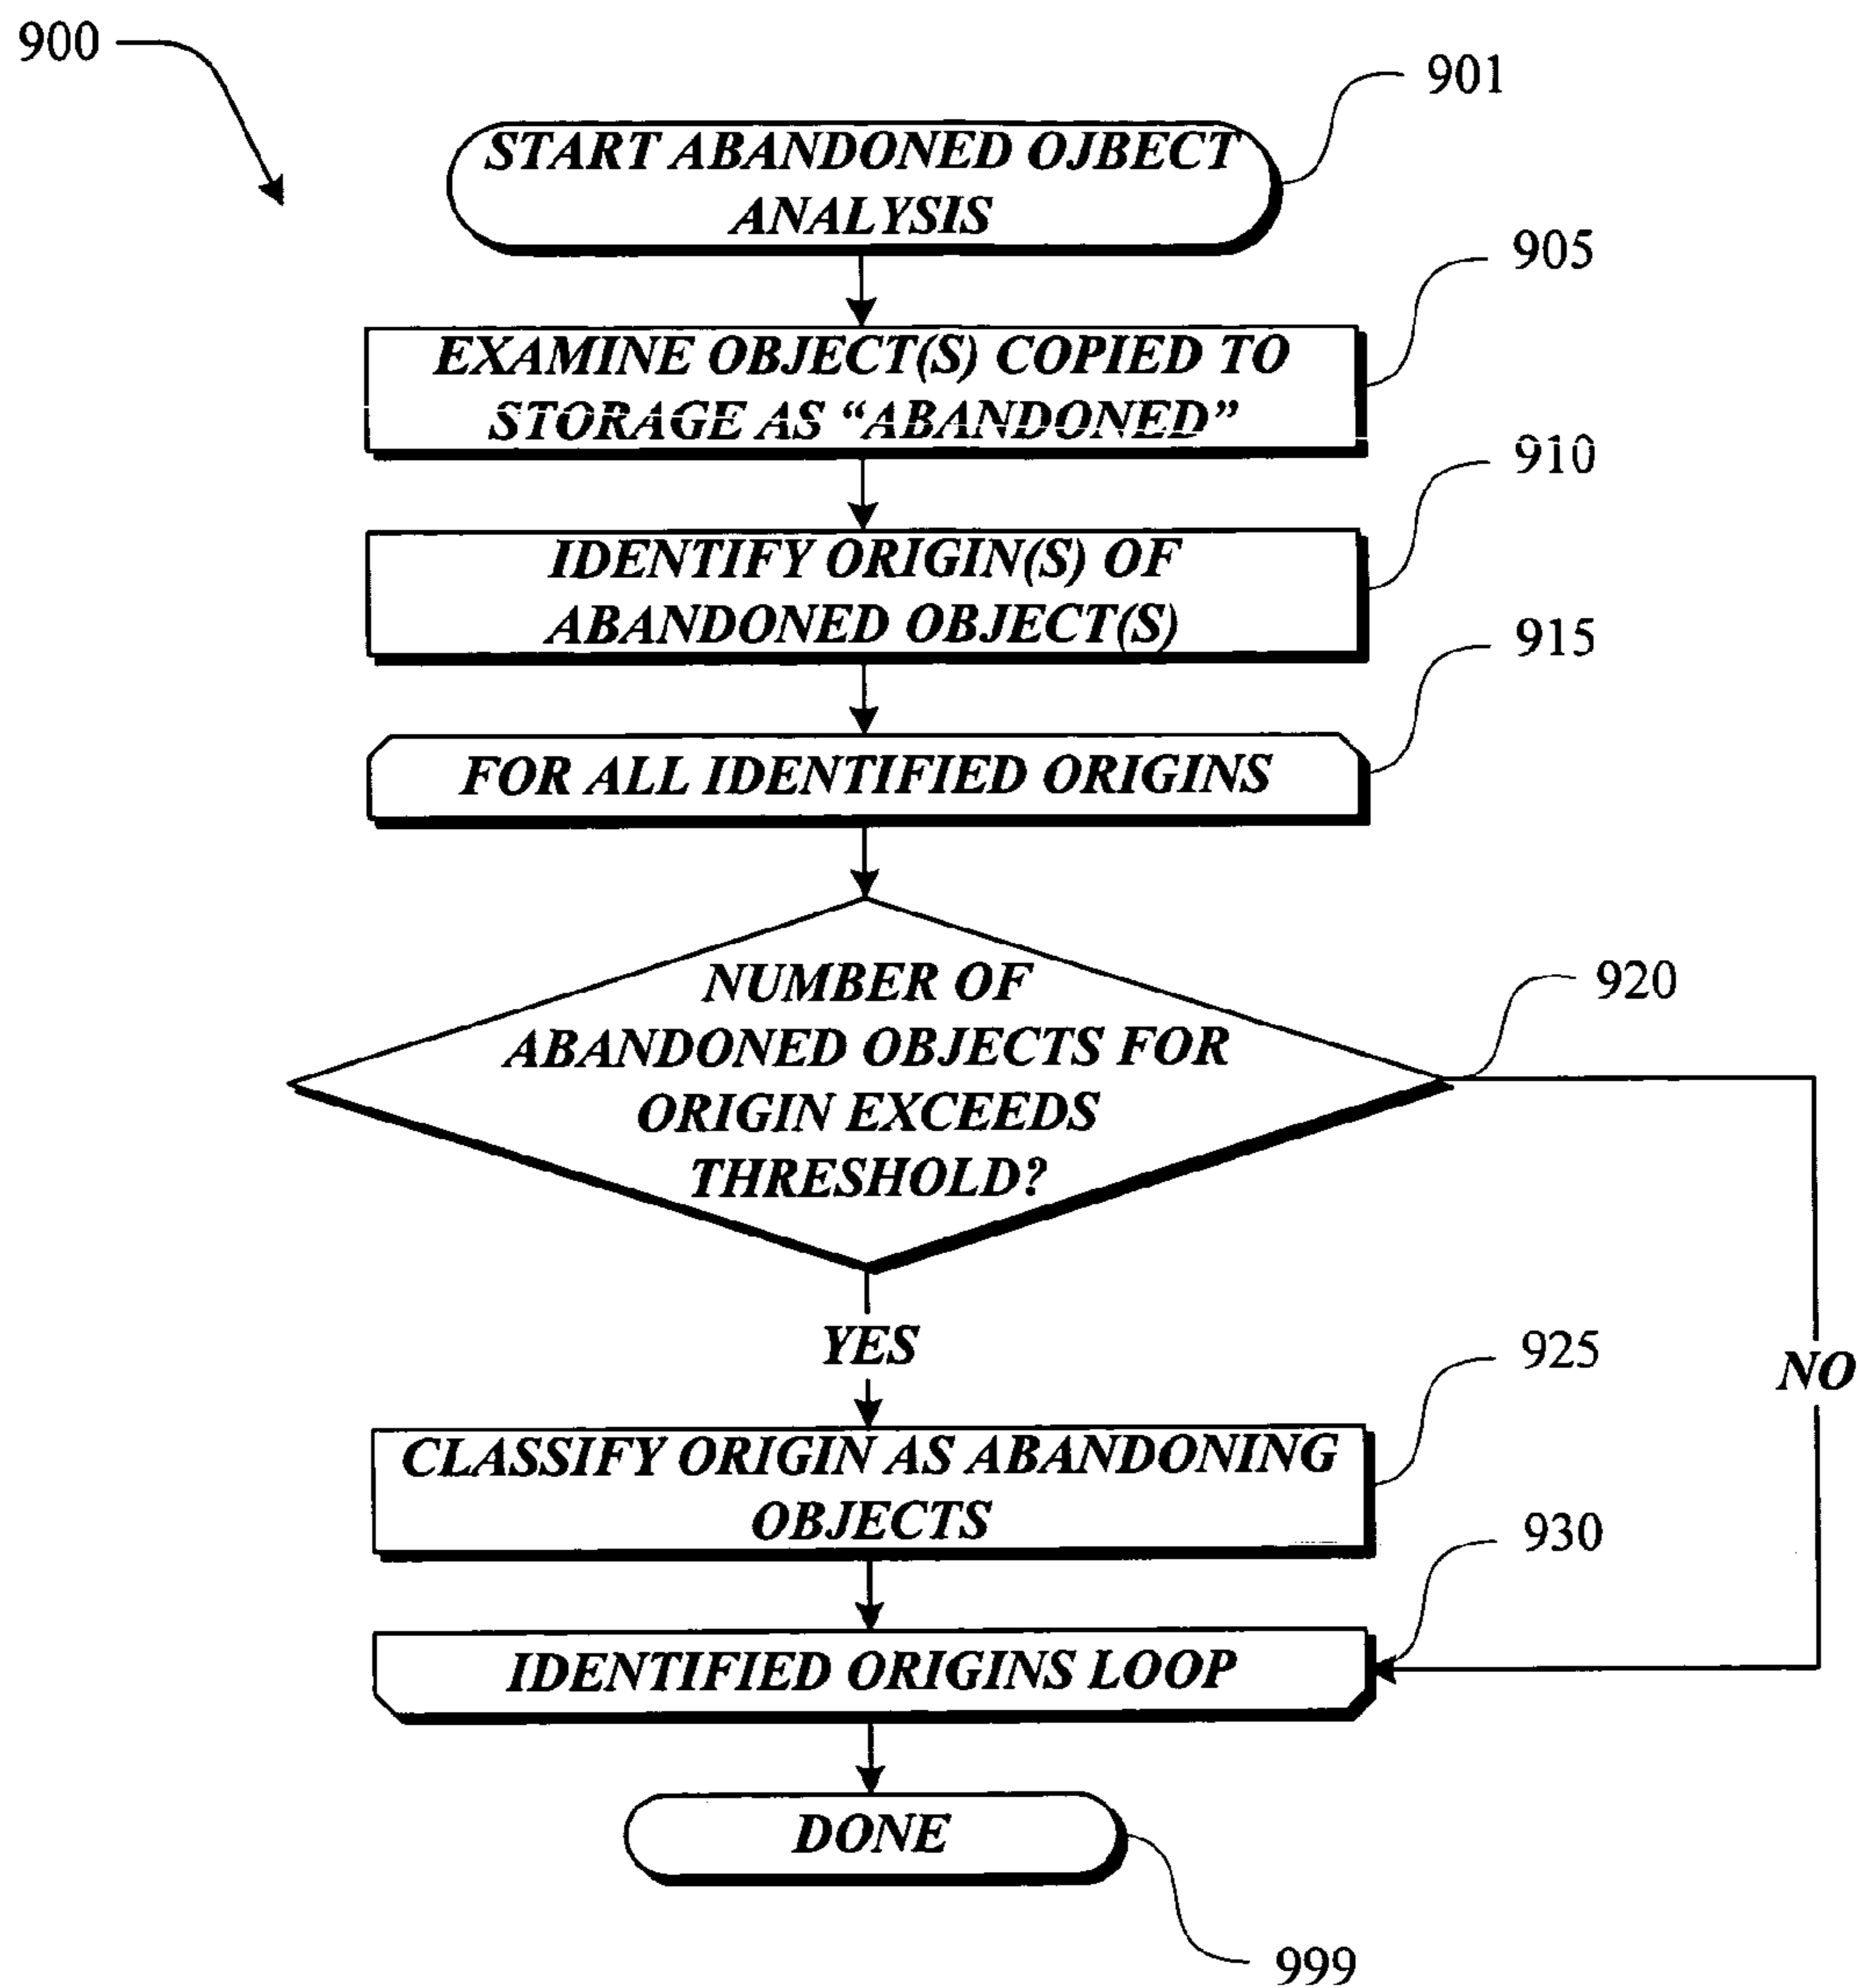 900
901
START ABANDONED OJBECT
ANALYSIS
905
EXAMINE OBJECT(S) COPIED TO
STORAGE AS “ABANDONED”
910
IDENTIFY ORIGIN(S) OF
ABANDONED OBJECT(S)
915
FOR ALL IDENTIFIED ORIGINS
920
NUMBER OF
ABANDONED OBJECTS FOR
ORIGIN EXCEEDS
THRESHOLD?
YES
NO
925
CLASSIFY ORIGIN AS ABANDONING
OBJECTS
930
IDENTIFIED ORIGINS LOOP
DONE
999